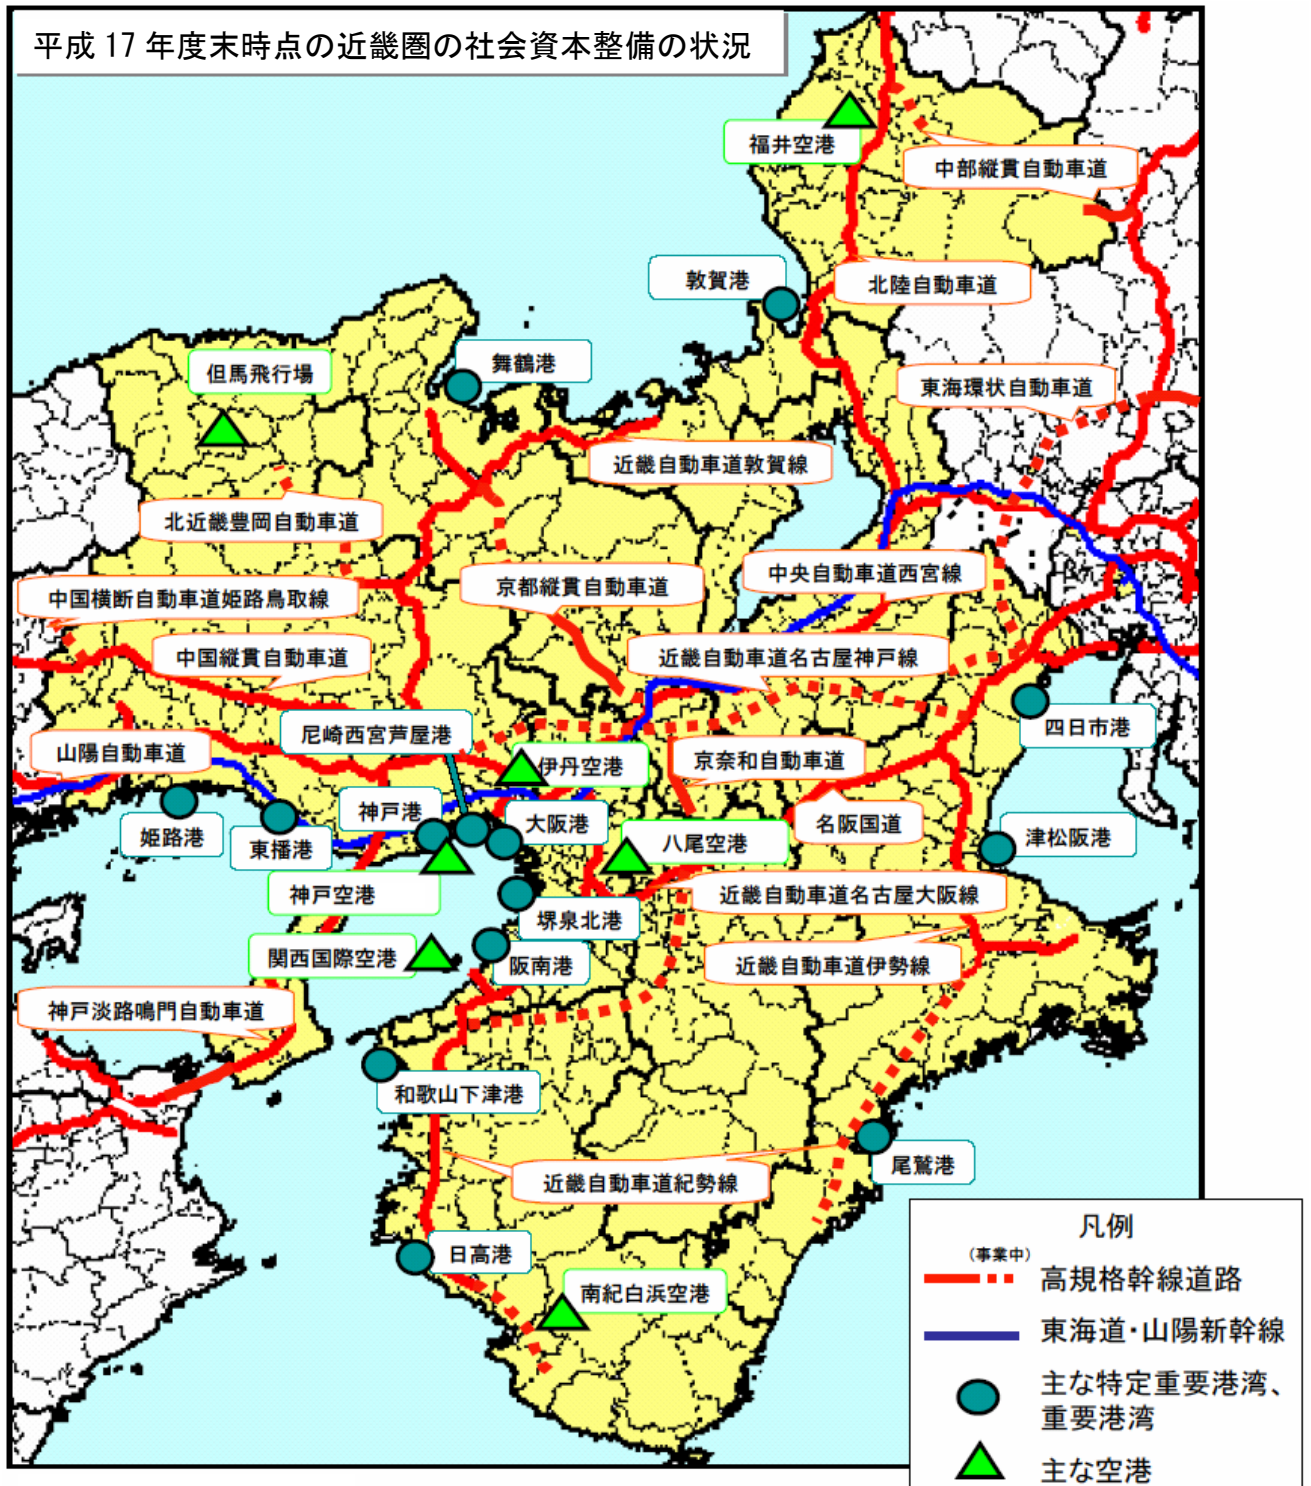 平成 17 年度末時点の近畿圏の社会資本整備の状況
福井空港
中部縦貫自動車道
敦賀港
北陸自動車道
舞鶴港
但馬飛行場
東海環状自動車道
近畿自動車道敦賀線
北近畿豊岡自動車道
中央自動車道西宮線
京都縦貫自動車道
中国横断自動車道姫路鳥取線
中国縦貫自動車道
近畿自動車道名古屋神戸線
四日市港
尼崎西宮芦屋港
山陽自動車道
伊丹空港
京奈和自動車道
姫路港
東播港
神戸港
大阪港
八尾空港
名阪国道
津松阪港
神戸空港
近畿自動車道名古屋大阪線
堺泉北港
関西国際空港
阪南港
近畿自動車道伊勢線
神戸淡路鳴門自動車道
和歌山下津港
尾鷲港
近畿自動車道紀勢線
日高港
南紀白浜空港
凡例
(事業中)
高規格幹線道路
東海道・山陽新幹線
主な特定重要港湾、
重要港湾
主な空港